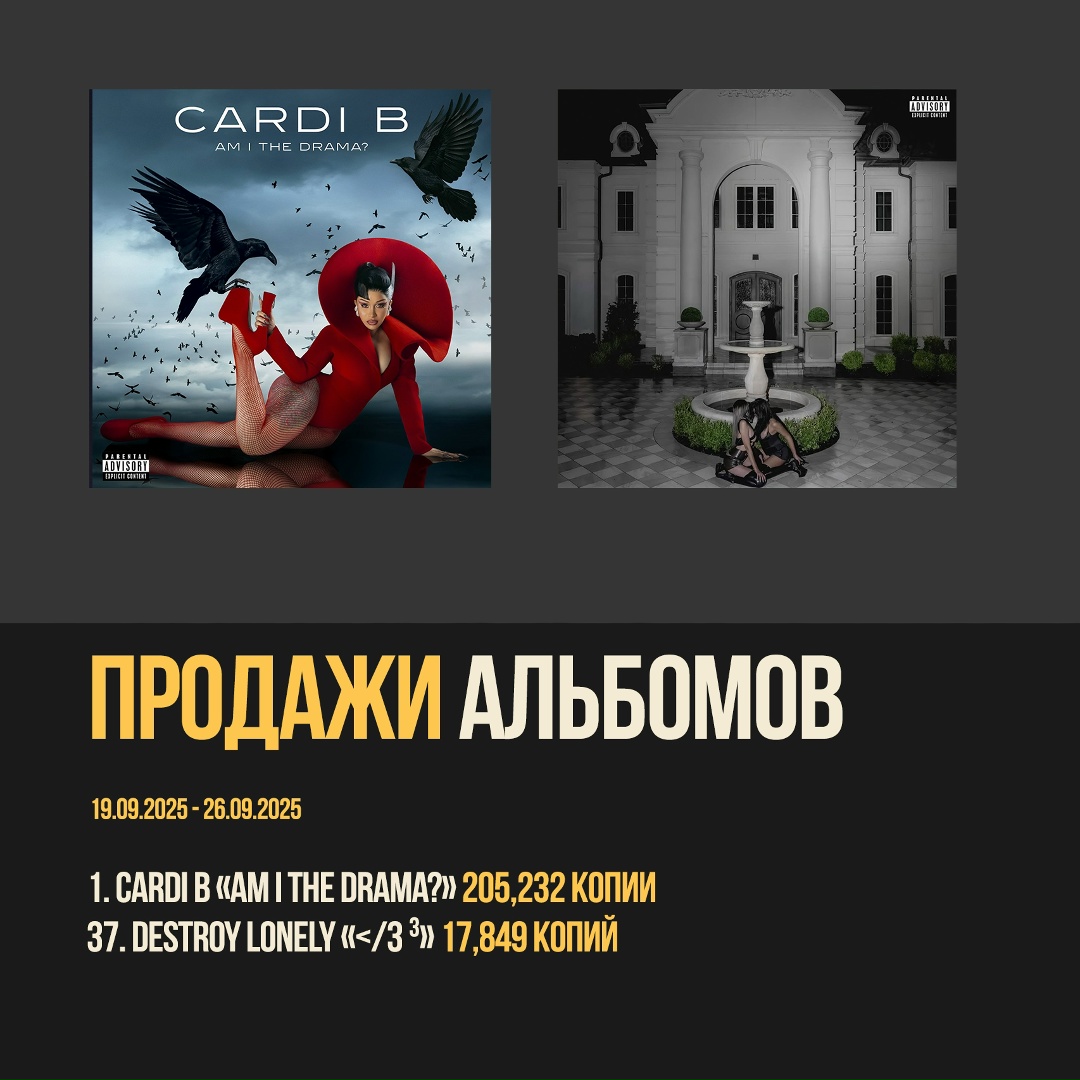 CARDI B
AM I THE DRAMA?
PARENTAL
ADVISORY
EXPLICIT CONTENT
PARENTAL
ADVISORY
EXPLICIT CONTENT
ПРОДАЖИ АЛЬБОМОВ
19.09.2025 - 26.09.2025
1. CARDI B «AM I THE DRAMA?» 205,232 КОПИИ
37. DESTROY LONELY «</3 ³» 17,849 КОПИЙ